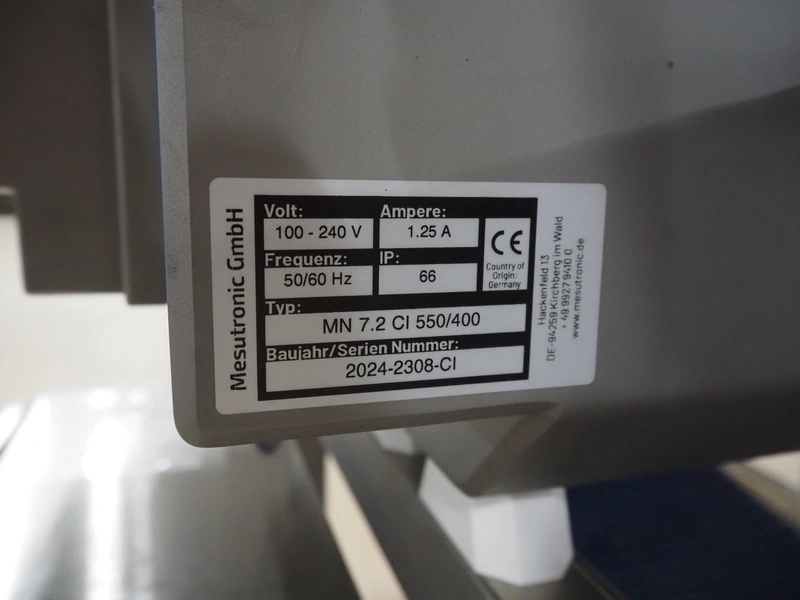 Mesutronic GmbH
Volt:
100 - 240 V
Ampere:
1.25 A
Frequenz:
50/60 Hz
IP:
66
CE
Country of
Origin:
Germany
Typ:
MN 7.2 CI 550/400
Baujahr/Serien Nummer:
2024-2308-CI
Hackenfeld 13
DE-94259 Kirchberg im Wald
+ 49 9927 9410 0
www.mesutronic.de